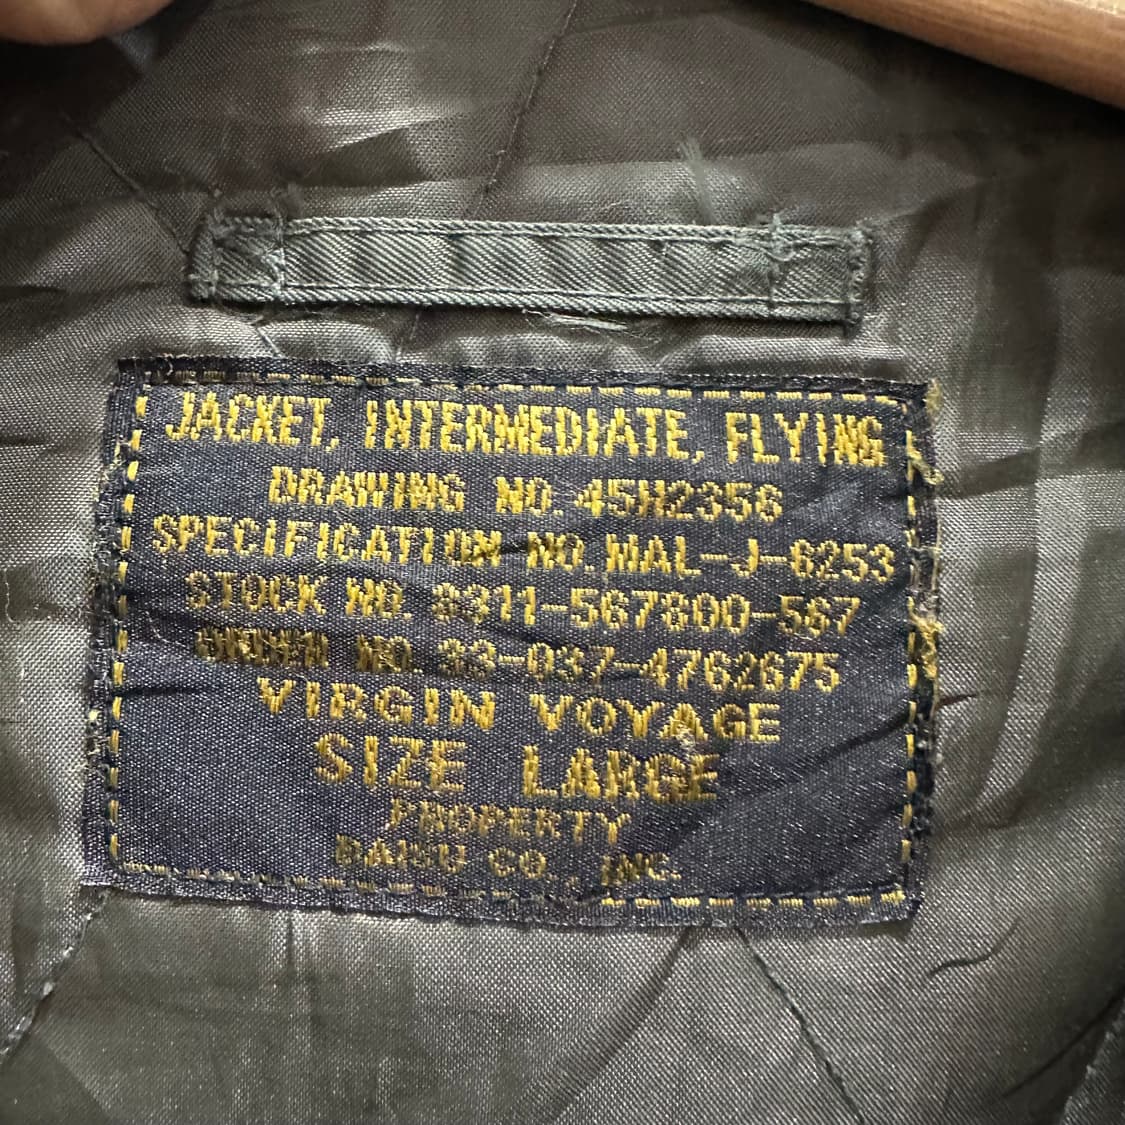 JACKET, INTERMEDIATE, FLYING
DRAWING NO. 45H2356
SPECIFICATION NO. MAL-J-6253
STOCK NO. 8311-567800-567
ORDER NO. 33-037-4762675
VIRGIN VOYAGE
SIZE LARGE
PROPERTY
CO., INC.